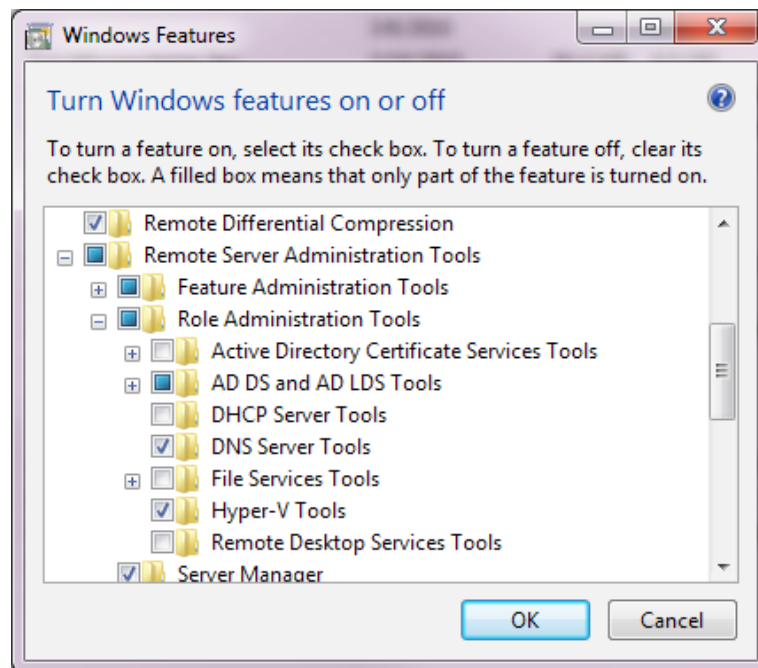 Windows Features
Turn Windows features on or off
To turn a feature on, select its check box. To turn a feature off, clear its
check box. A filled box means that only part of the feature is turned on.
Remote Differential Compression
Remote Server Administration Tools
Feature Administration Tools
Role Administration Tools
Active Directory Certificate Services Tools
AD DS and AD LDS Tools
DHCP Server Tools
DNS Server Tools
File Services Tools
Hyper-V Tools
Remote Desktop Services Tools
Server Manager
OK Cancel